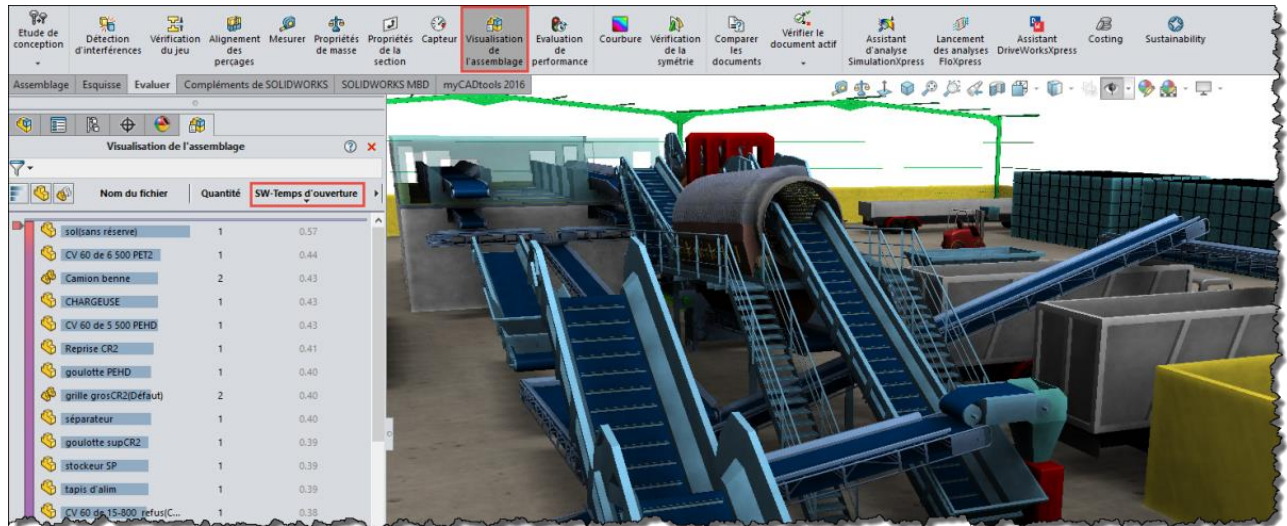 Etude de conception
Détection d'interférences
Vérification du jeu
Alignement des perçages
Mesurer
Propriétés de masse
Propriétés de la section
Capteur
Visualisation de l'assemblage
Evaluation de performance
Courbure
Vérification de la symétrie
Comparer les documents
Vérifier le document actif
Assistant d'analyse SimulationXpress
Lancement des analyses FloXpress
Assistant DriveWorksXpress
Costing
Sustainability
Assemblage Esquisse Evaluer Compléments de SOLIDWORKS SOLIDWORKS MBD myCADtools 2016
Visualisation de l'assemblage
Nom du fichier Quantité SW-Temps d'ouverture
sol(sans réserve) 1 0.57
CV 60 de 6 500 PET2 1 0.44
Camion benne 2 0.43
CHARGEUSE 1 0.43
CV 60 de 5 500 PEHD 1 0.43
Reprise CR2 1 0.41
goulotte PEHD 1 0.40
grille grosCR2(Défaut) 2 0.40
séparateur 1 0.40
goulotte supCR2 1 0.39
stockeur SP 1 0.39
tapis d'alim 1 0.39
CV 60 de 15-800 refus(C... 1 0.38